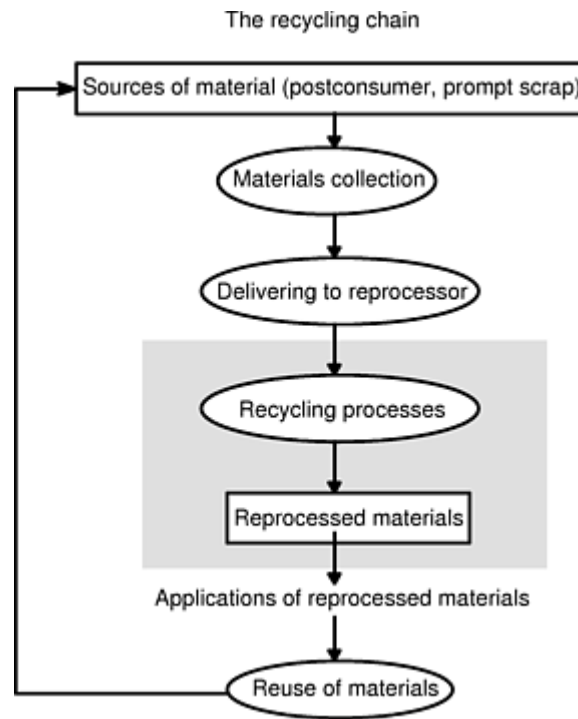 The recycling chain
Sources of material (postconsumer, prompt scrap)
Materials collection
Delivering to reprocessor
Recycling processes
Reprocessed materials
Applications of reprocessed materials
Reuse of materials